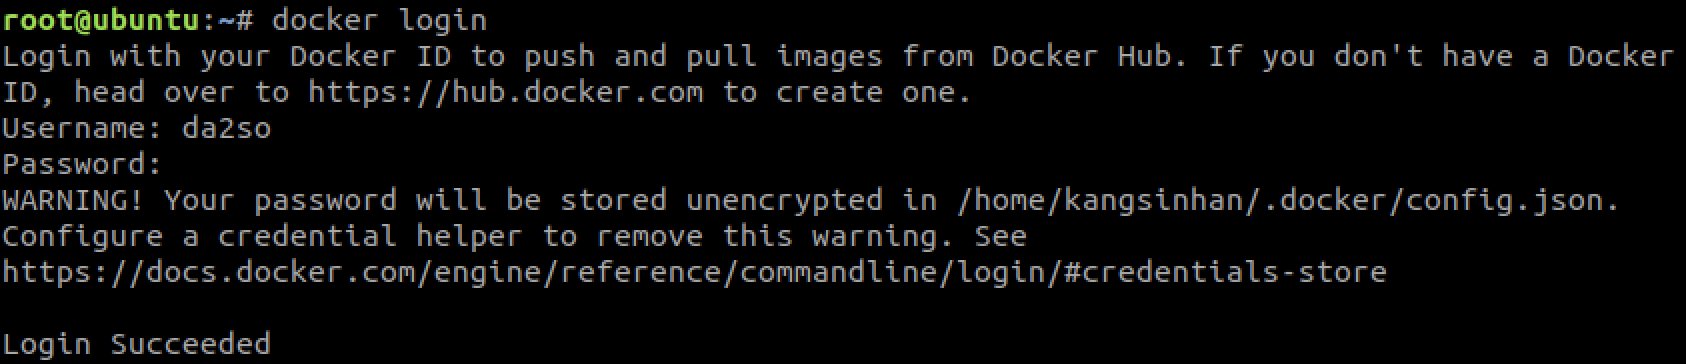 root@ubuntu:~# docker login
Login with your Docker ID to push and pull images from Docker Hub. If you don't have a Docker
ID, head over to https://hub.docker.com to create one.
Username: da2so
Password:
WARNING! Your password will be stored unencrypted in /home/kangsinhan/.docker/config.json.
Configure a credential helper to remove this warning. See
https://docs.docker.com/engine/reference/commandline/login/#credentials-store
Login Succeeded